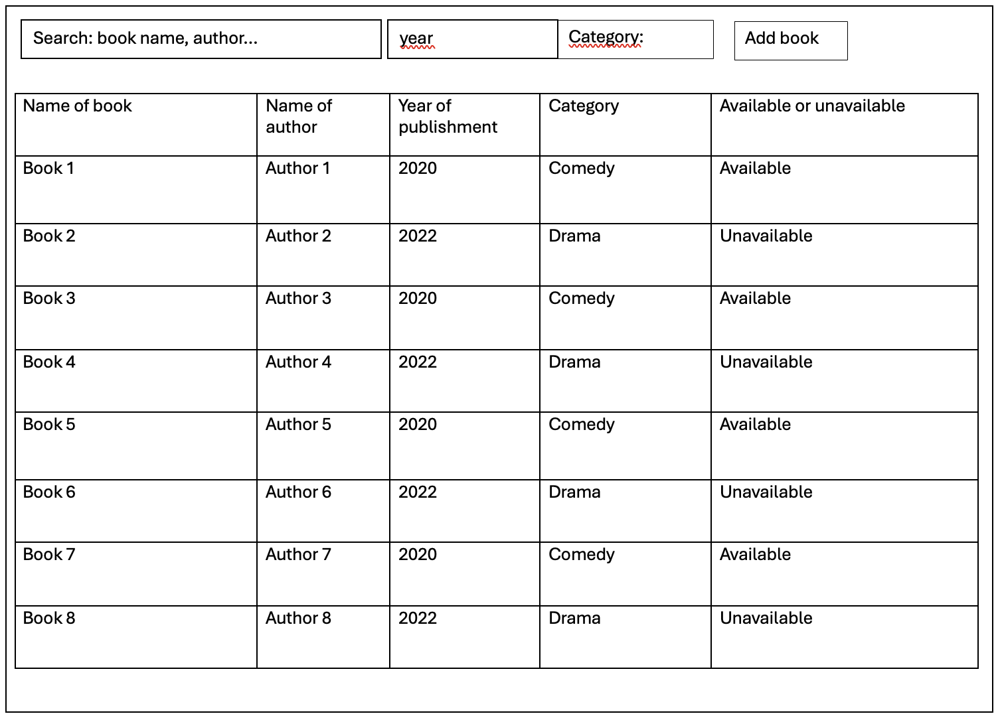 Search: book name, author...
year
Category:
Add book
Name of book
Name of
author
Year of
publishment
Category
Available or unavailable
Book 1
Author 1
2020
Comedy
Available
Book 2
Author 2
2022
Drama
Unavailable
Book 3
Author 3
2020
Comedy
Available
Book 4
Author 4
2022
Drama
Unavailable
Book 5
Author 5
2020
Comedy
Available
Book 6
Author 6
2022
Drama
Unavailable
Book 7
Author 7
2020
Comedy
Available
Book 8
Author 8
2022
Drama
Unavailable